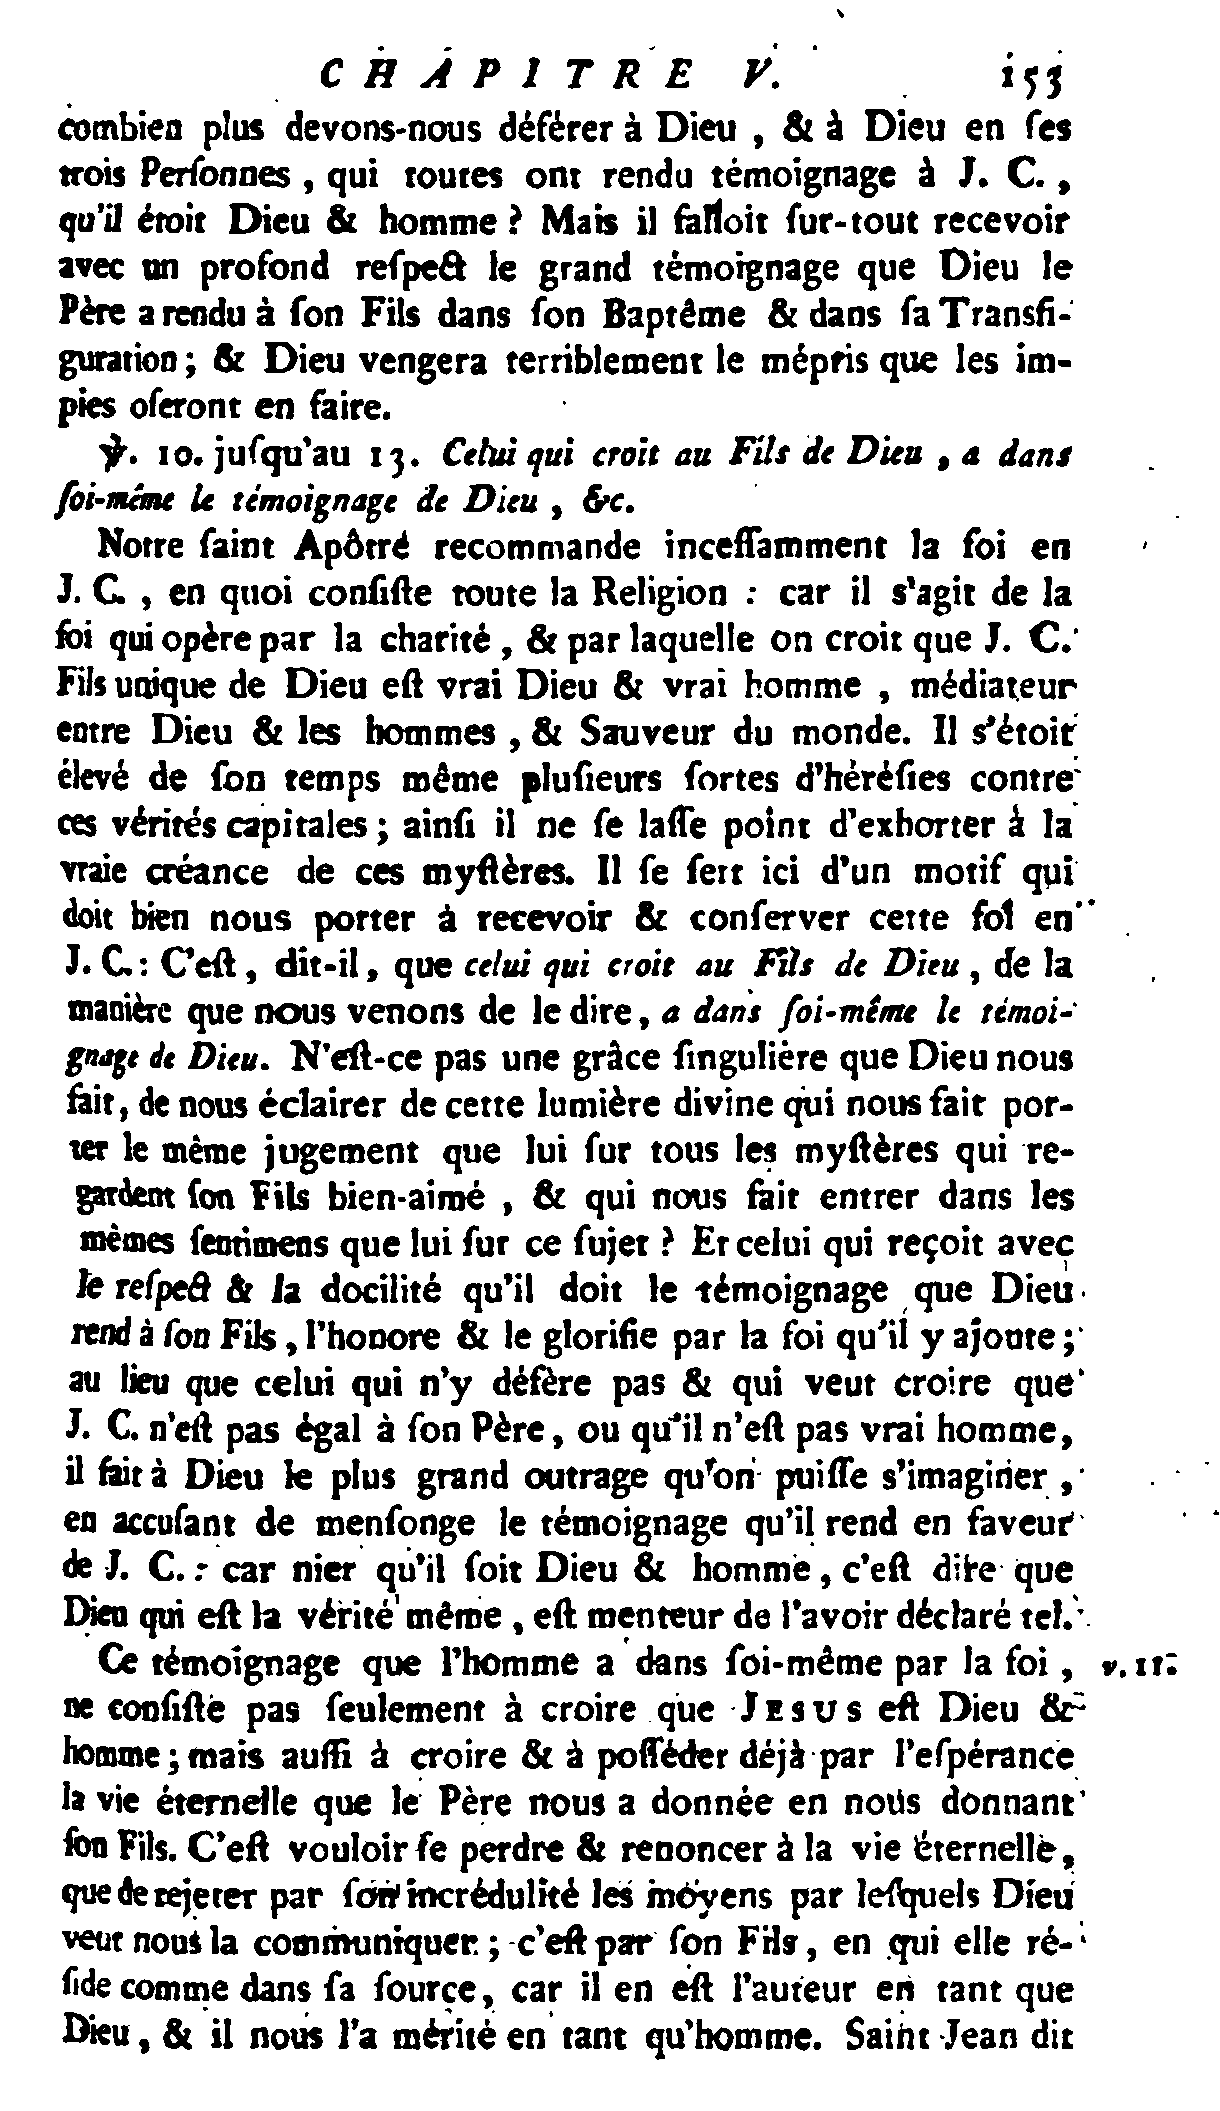 CHAPITRE V. 153
combien plus devons-nous déférer à Dieu, & à Dieu en ſes
trois Perſonnes, qui toutes ont rendu témoignage à J. C.,
qu'il étoit Dieu & homme ? Mais il falloit ſur-tout recevoir
avec un profond reſpect le grand témoignage que Dieu le
Père a rendu à ſon Fils dans ſon Baptême & dans ſa Transfi-
guration ; & Dieu vengera terriblement le mépris que les im-
pies oſeront en faire.
℣. 10. juſqu'au 13. Celui qui croit au Fils de Dieu, a dans
ſoi-même le témoignage de Dieu, &c.
Notre ſaint Apôtre recommande inceſſamment la foi en
J. C., en quoi conſiſte toute la Religion : car il s'agit de la
foi qui opère par la charité, & par laquelle on croit que J. C.
Fils unique de Dieu eſt vrai Dieu & vrai homme, médiateur
entre Dieu & les hommes, & Sauveur du monde. Il s'étoit
élevé de ſon temps même pluſieurs ſortes d'héréſies contre
ces vérités capitales ; ainſi il ne ſe laſſe point d'exhorter à la
vraie créance de ces myſtères. Il ſe ſert ici d'un motif qui
doit bien nous porter à recevoir & conſerver cette foi en
J. C. : C'eſt, dit-il, que celui qui croit au Fils de Dieu, de la
manière que nous venons de le dire, a dans ſoi-même le témoi-
gnage de Dieu. N'eſt-ce pas une grâce ſingulière que Dieu nous
fait, de nous éclairer de cette lumière divine qui nous fait por-
ter le même jugement que lui ſur tous les myſtères qui re-
gardent ſon Fils bien-aimé, & qui nous fait entrer dans les
mêmes ſentimens que lui ſur ce ſujet ? Et celui qui reçoit avec
le reſpect & la docilité qu'il doit le témoignage que Dieu
rend à ſon Fils, l'honore & le glorifie par la foi qu'il y ajoute ;
au lieu que celui qui n'y défère pas & qui veut croire que
J. C. n'eſt pas égal à ſon Père, ou qu'il n'eſt pas vrai homme,
il fait à Dieu le plus grand outrage qu'on puiſſe s'imaginer,
en accuſant de menſonge le témoignage qu'il rend en faveur
de J. C. : car nier qu'il ſoit Dieu & homme, c'eſt dire que
Dieu qui eſt la vérité même, eſt menteur de l'avoir déclaré tel.
Ce témoignage que l'homme a dans ſoi-même par la foi, v. 11.
ne conſiſte pas ſeulement à croire que JESUS eſt Dieu &
homme ; mais auſſi à croire & à poſſéder déjà par l'eſpérance
la vie éternelle que le Père nous a donnée en nous donnant
ſon Fils. C'eſt vouloir ſe perdre & renoncer à la vie éternelle,
que de rejeter par ſon incrédulité les moyens par leſquels Dieu
veut nous la communiquer ; c'eſt par ſon Fils, en qui elle ré-
ſide comme dans ſa ſource, car il en eſt l'auteur en tant que
Dieu, & il nous l'a mérité en tant qu'homme. Saint Jean dit